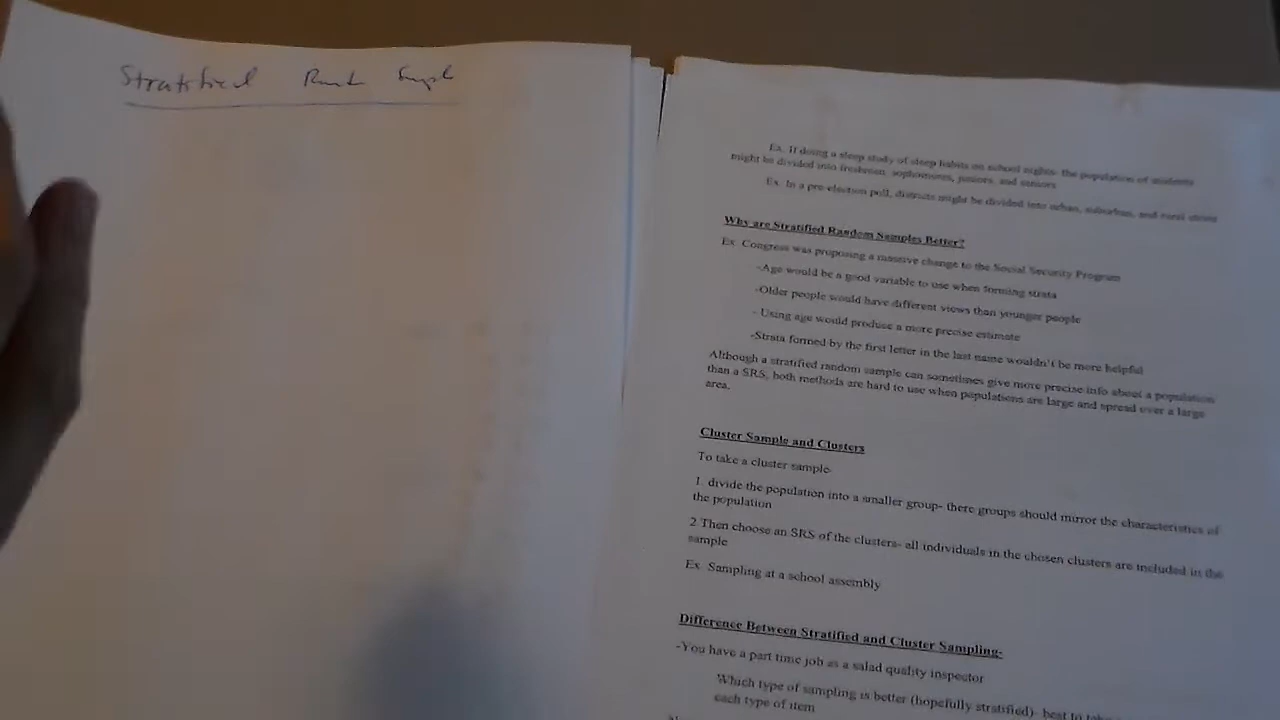 Stratified Rand Sampl
Ex. If doing a sleep study of sleep habits on school nights- the population of students
might be divided into freshmen, sophomores, juniors, and seniors
Ex. In a pre-election poll, districts might be divided into urban, suburban, and rural
Why are Stratified Random Samples Better?
Ex. Congress was proposing a massive change to the Social Security Program
-Age would be a good variable to use when forming strata
-Older people would have different views than younger people
- Using age would produce a more precise estimate
-Strata formed by the first letter in the last name wouldn't be more helpful
Although a stratified random sample can sometimes give more precise info about a population
than a SRS, both methods are hard to use when populations are large and spread over a large
area.
Cluster Sample and Clusters
To take a cluster sample-
1. divide the population into a smaller group- there groups should mirror the characteristics of
the population
2.Then choose an SRS of the clusters- all individuals in the chosen clusters are included in the
sample
Ex. Sampling at a school assembly
Difference Between Stratified and Cluster Sampling-
-You have a part time job as a salad quality inspector
Which type of sampling is better (hopefully stratified)- best to
each type of item